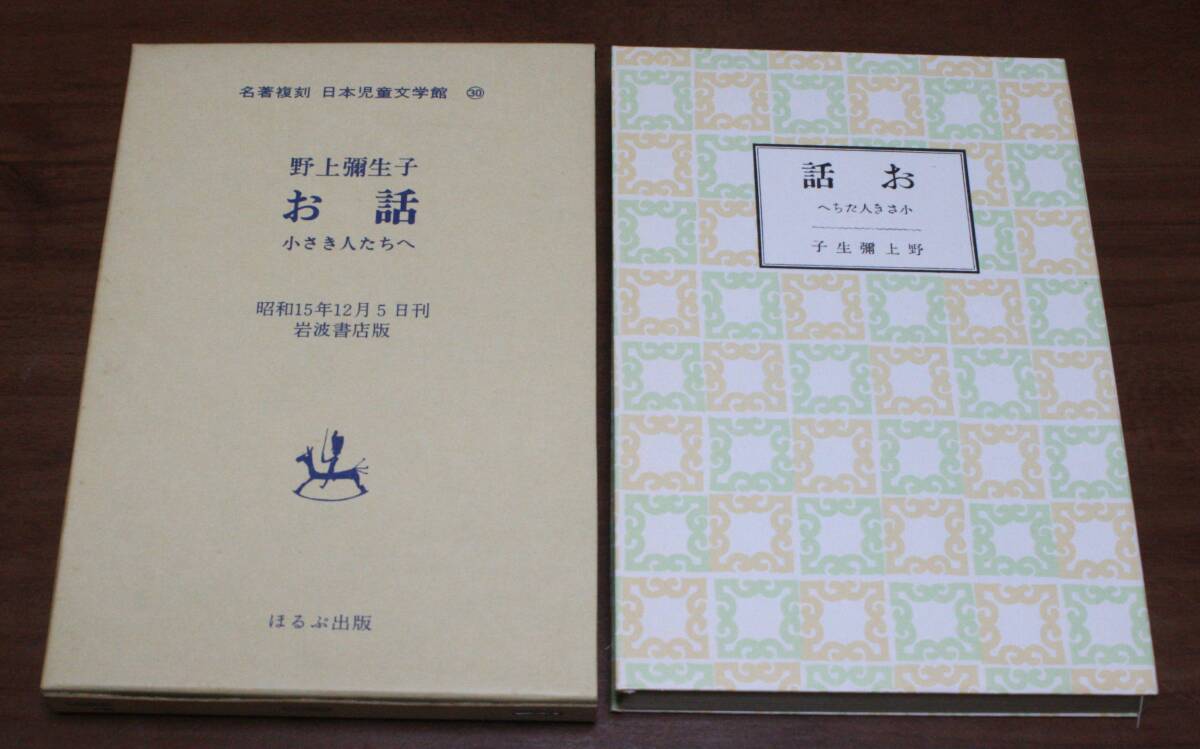 名著複刻 日本児童文学館 ㉚
野上彌生子
お 話
小さき人たちへ
昭和15年12月5日刊
岩波書店版
ほるぷ出版
お話
小さき人たちへ
野上彌生子